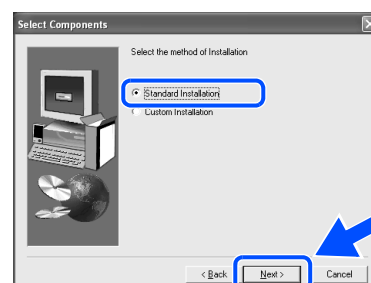 Select Components
Select the method of Installation
Standard Installation
Custom Installation
< Back
Next >
Cancel